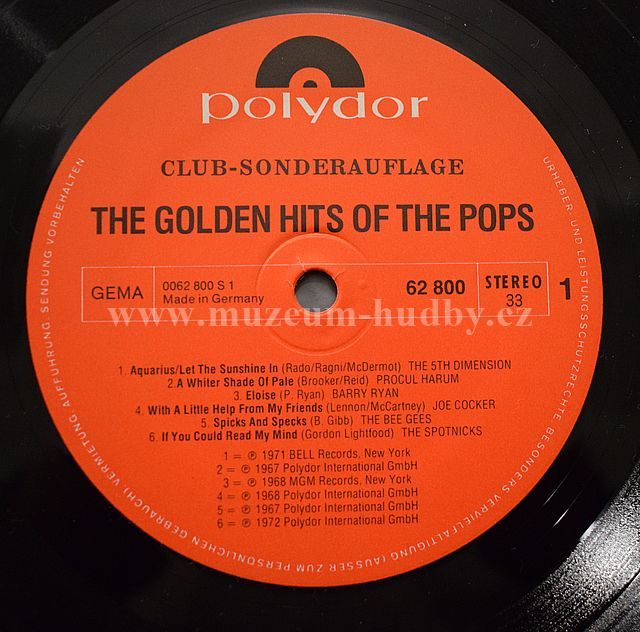 polydor
CLUB-SONDERAUFLAGE
THE GOLDEN HITS OF THE POPS
GEMA
0062 800 S 1
Made in Germany
62 800
STEREO
33
1
www.muzeum-hudby.cz
1. Aquarius/Let The Sunshine In (Rado/Ragni/McDermot) THE 5TH DIMENSION
2.A Whiter Shade Of Pale (Brooker/Reid) PROCUL HARUM
3. Eloise (P. Ryan) BARRY RYAN
4. With A Little Help From My Friends (Lennon/McCartney) JOE COCKER
5. Spicks And Specks (B. Gibb) THE BEE GEES
6. If You Could Read My Mind (Gordon Lightfood) THE SPOTNICKS
1 = ℗ 1971 BELL Records, New York
2 = ℗ 1967 Polydor International GmbH
3 = ℗ 1968 MGM Records, New York
4 = ℗ 1968 Polydor International GmbH
5 = ℗ 1967 Polydor International GmbH
6 = ℗ 1972 Polydor International GmbH
URHEBER- UND LEISTUNGSSCHUTZRECHTE BESONDERS VERVIELFÄLTIGUNG (AUSSER ZUM PERSÖNLICHEN GEBRAUCH) VERMIETUNG AUFFÜHRUNG, SENDUNG VORBEHALTEN